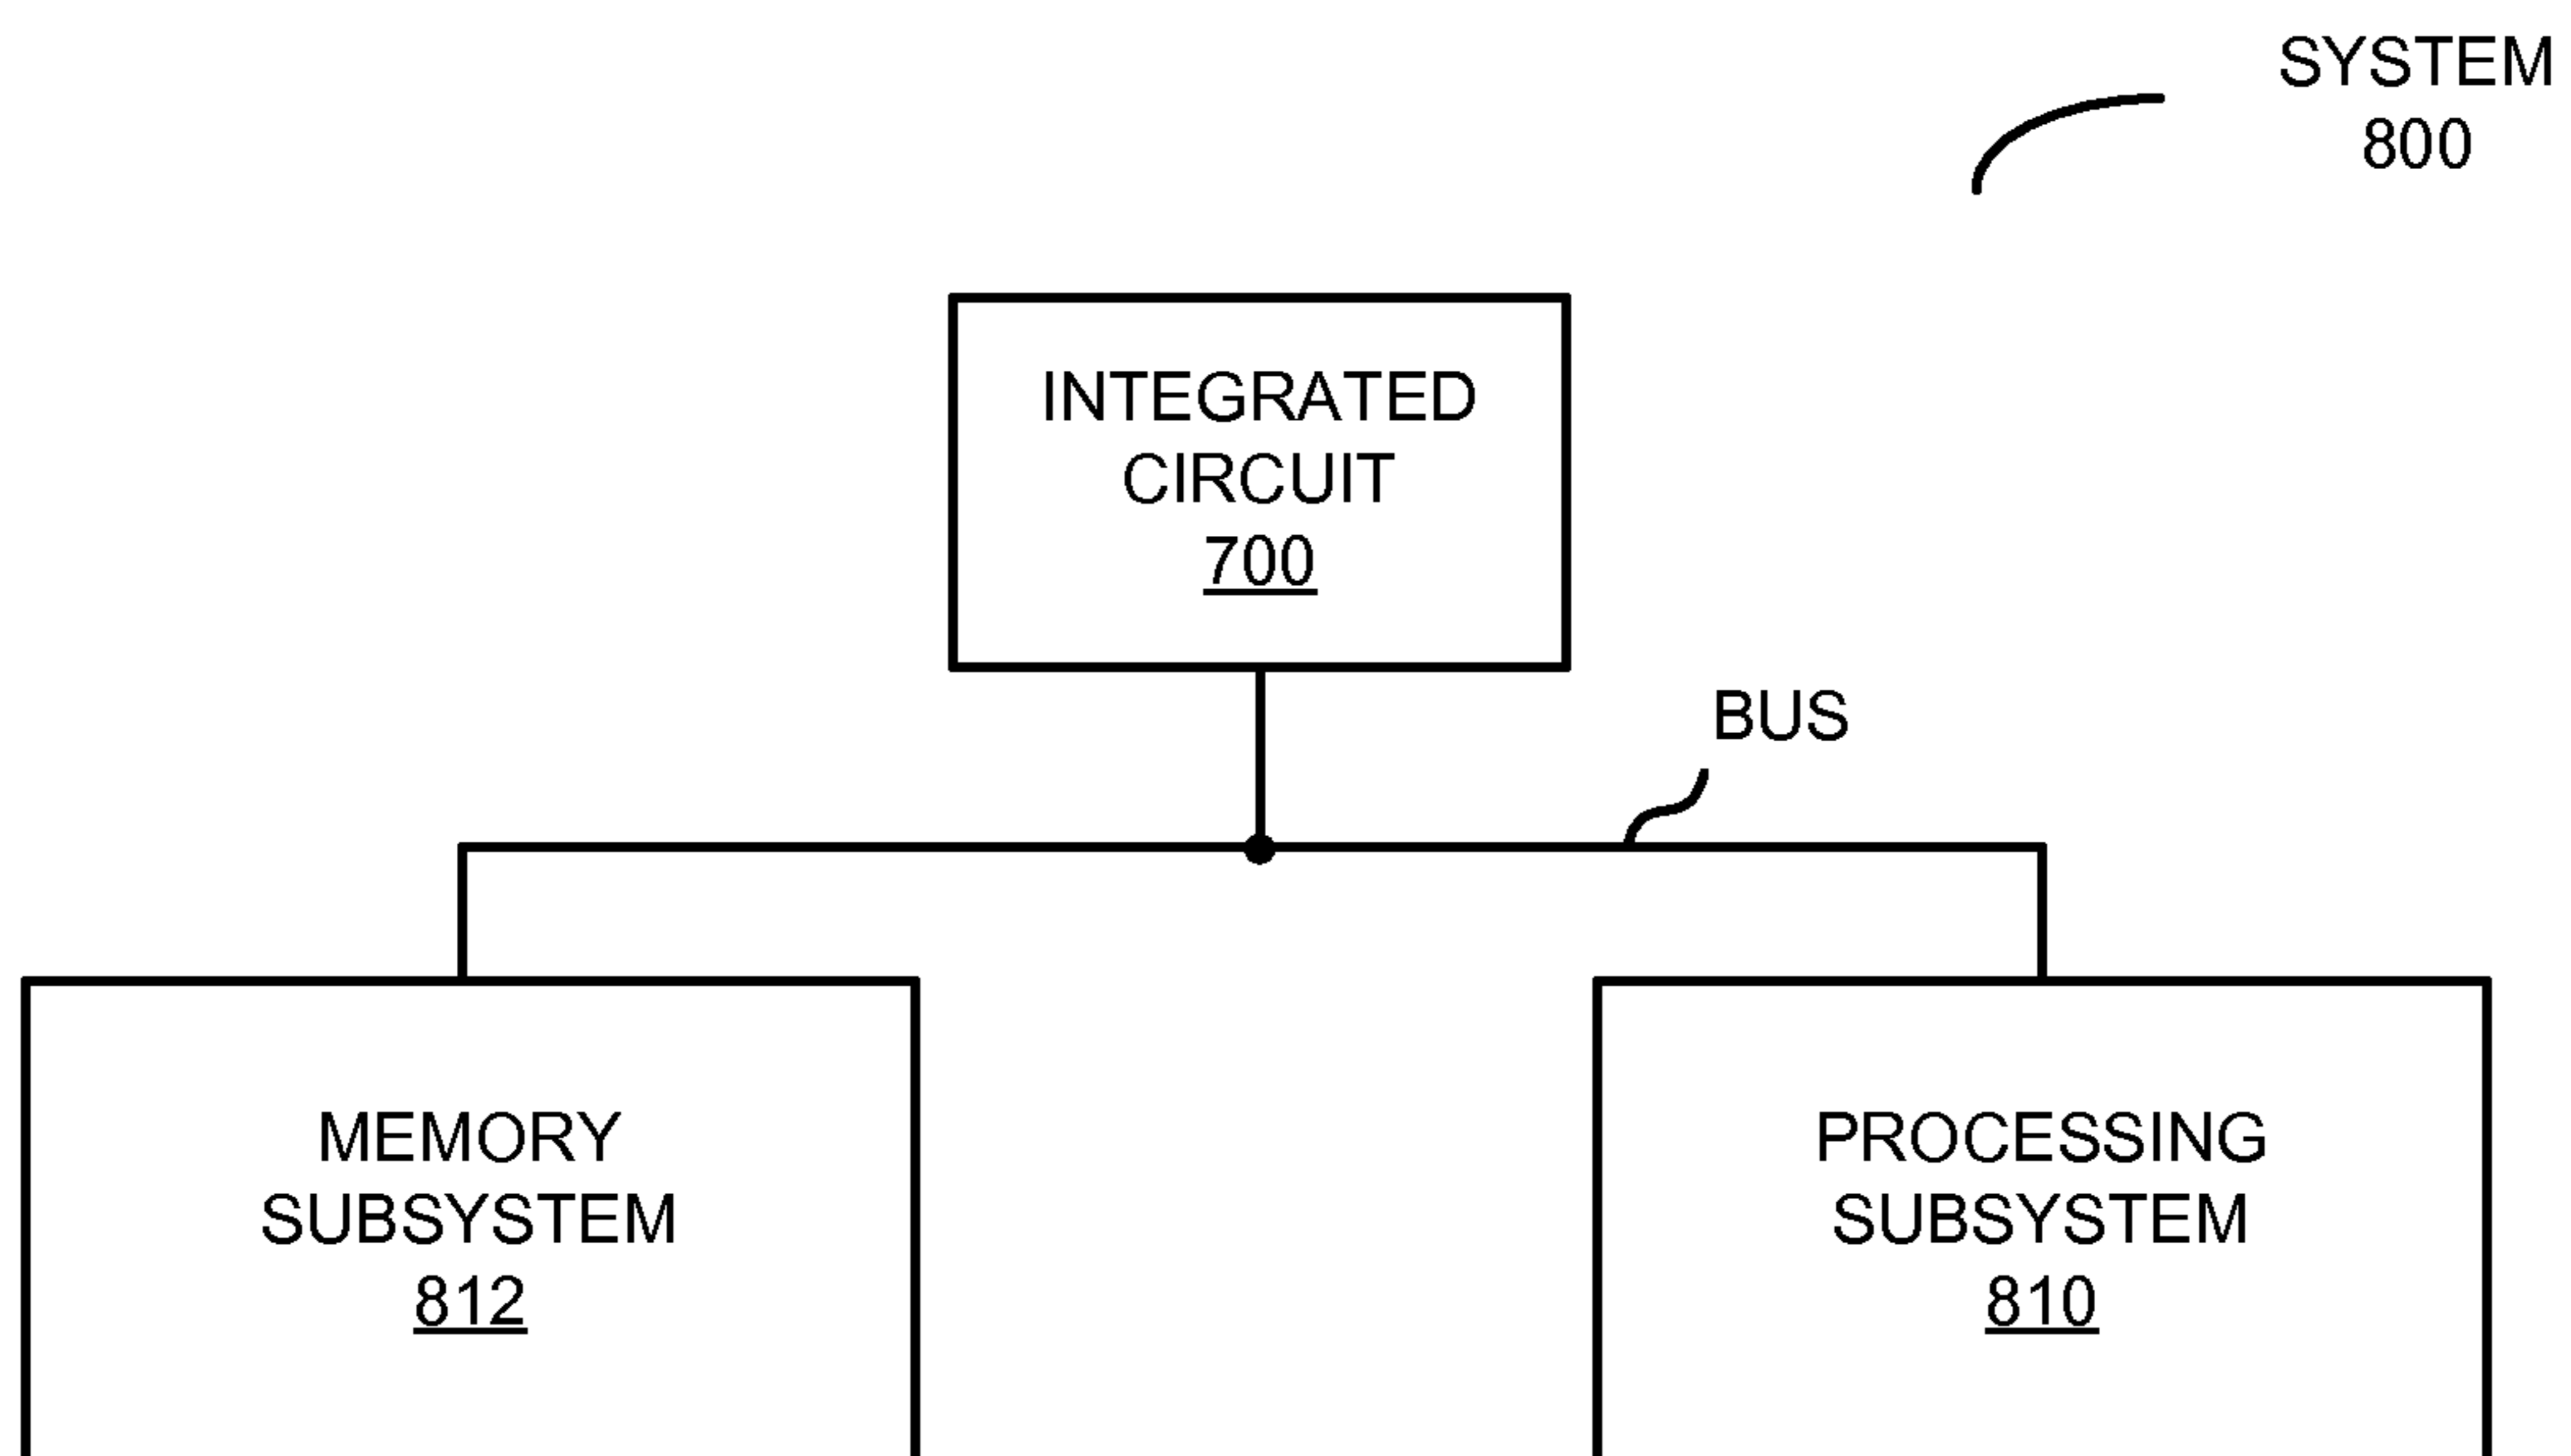 SYSTEM
800
INTEGRATED
CIRCUIT
700
BUS
MEMORY
SUBSYSTEM
812
PROCESSING
SUBSYSTEM
810